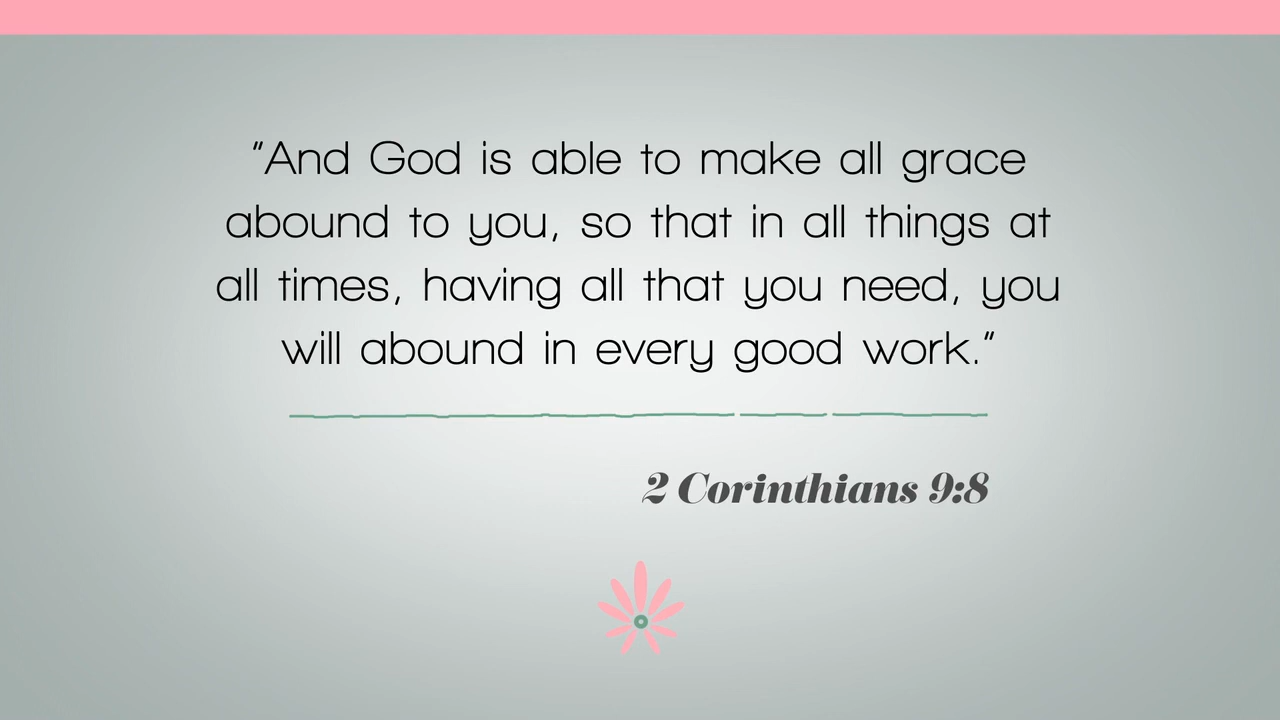 "And God is able to make all grace
abound to you, so that in all things at
all times, having all that you need, you
will abound in every good work."
2 Corinthians 9:8